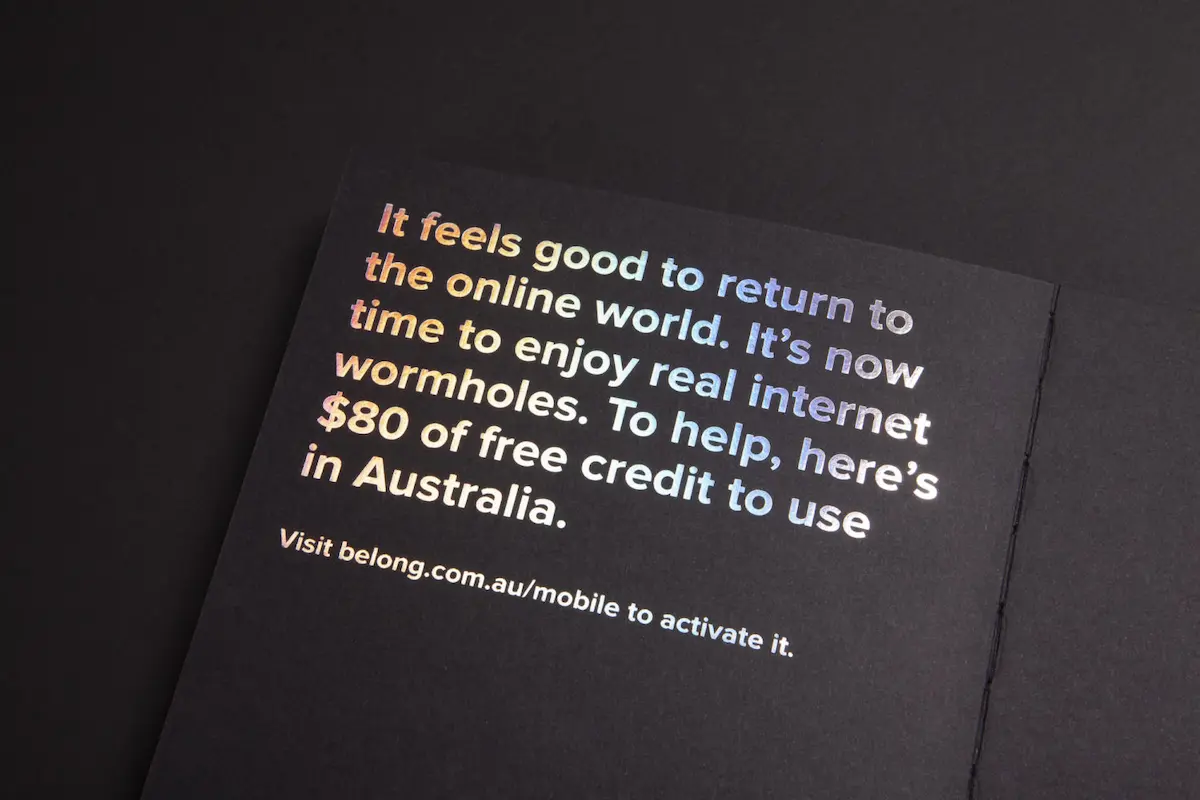 It feels good to return to
the online world. It's now
time to enjoy real internet
wormholes. To help, here's
$80 of free credit to use
in Australia.
Visit belong.com.au/mobile to activate it.